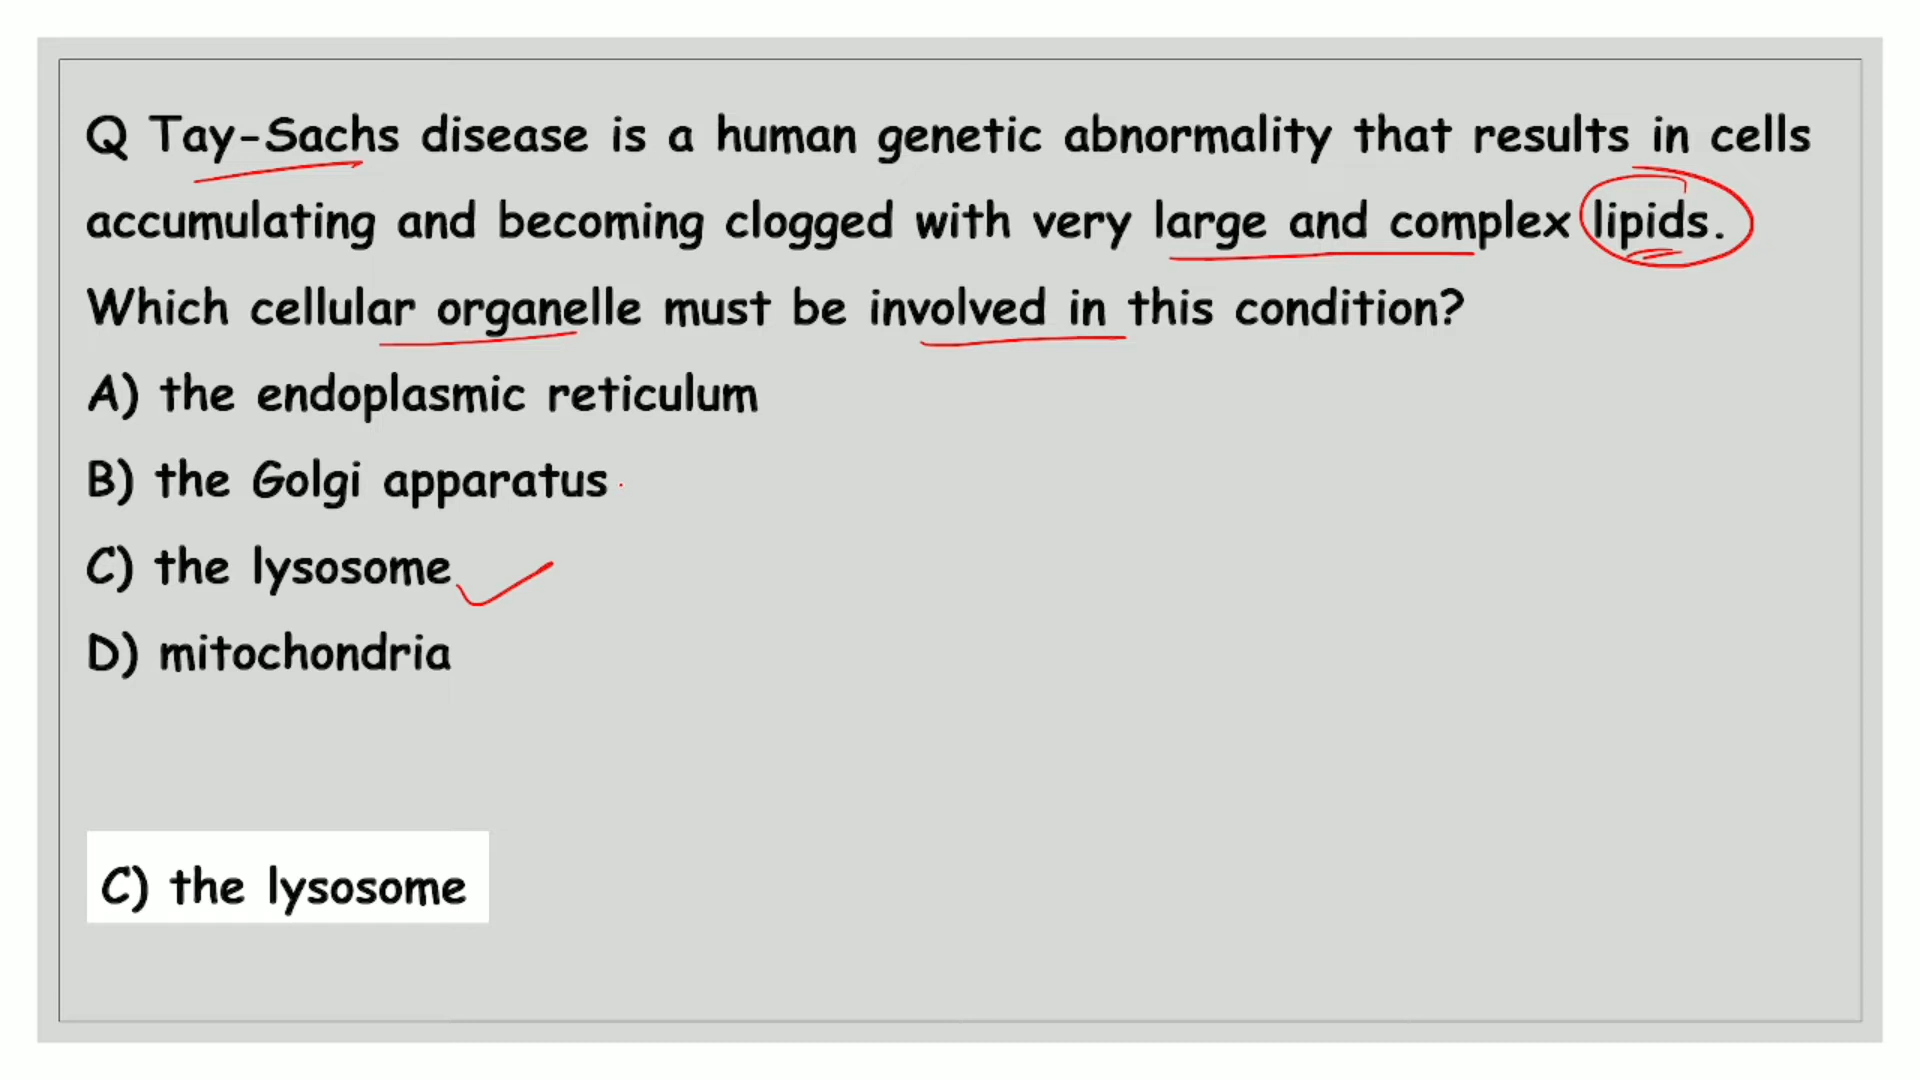 Q Tay-Sachs disease is a human genetic abnormality that results in cells
accumulating and becoming clogged with very large and complex lipids.
Which cellular organelle must be involved in this condition?
A) the endoplasmic reticulum
B) the Golgi apparatus
C) the lysosome
D) mitochondria
C) the lysosome